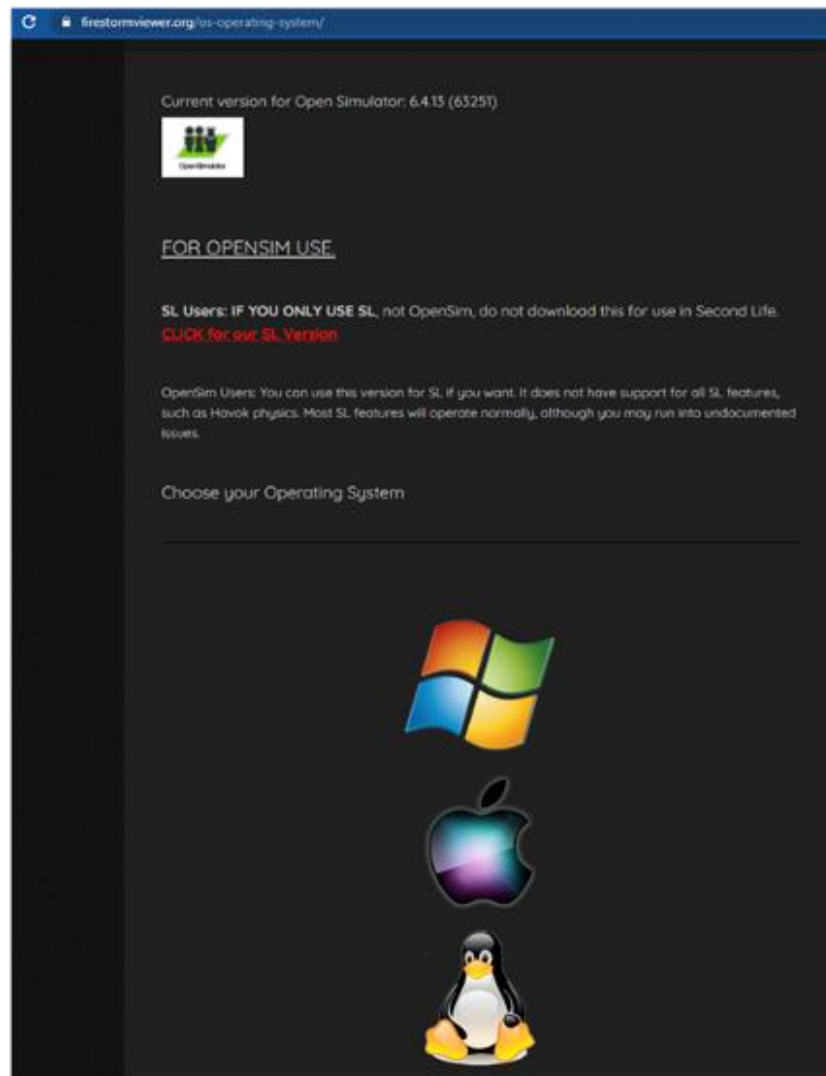 firestormviewer.org/os-operating-system/
Current version for Open Simulator: 6.4.13 (63251)
OpenSimulator
FOR OPENSIM USE
SL Users: IF YOU ONLY USE SL, not OpenSim, do not download this for use in Second Life.
CLICK for our SL Version
OpenSim Users: You can use this version for SL if you want. It does not have support for all SL features,
such as Havok physics. Most SL features will operate normally, although you may run into undocumented
issues.
Choose your Operating System